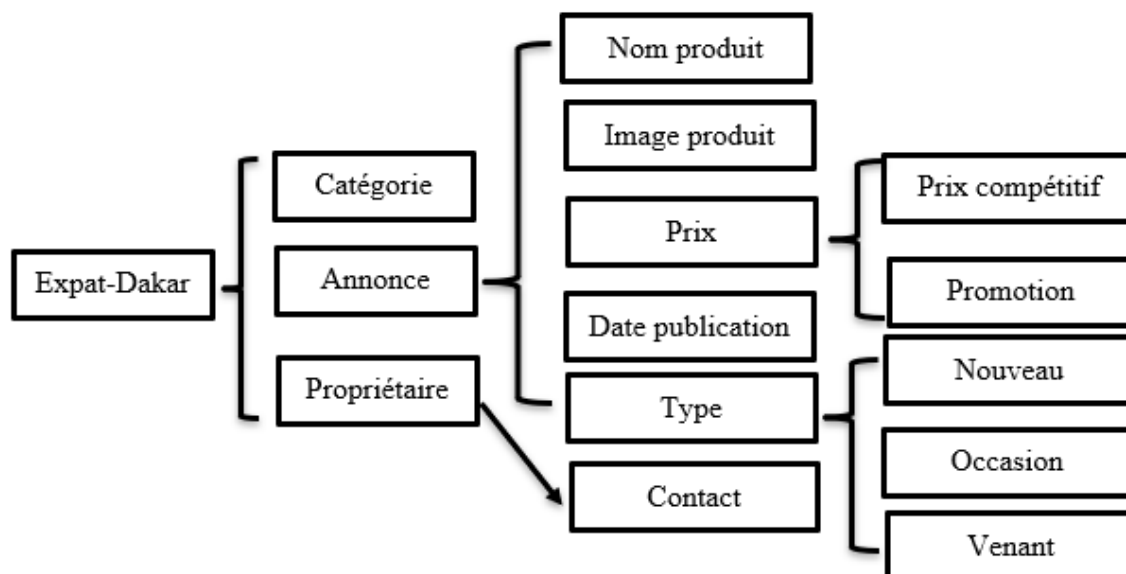 Expat-Dakar
Catégorie
Annonce
Propriétaire
Nom produit
Image produit
Prix
Date publication
Type
Contact
Prix compétitif
Promotion
Nouveau
Occasion
Venant